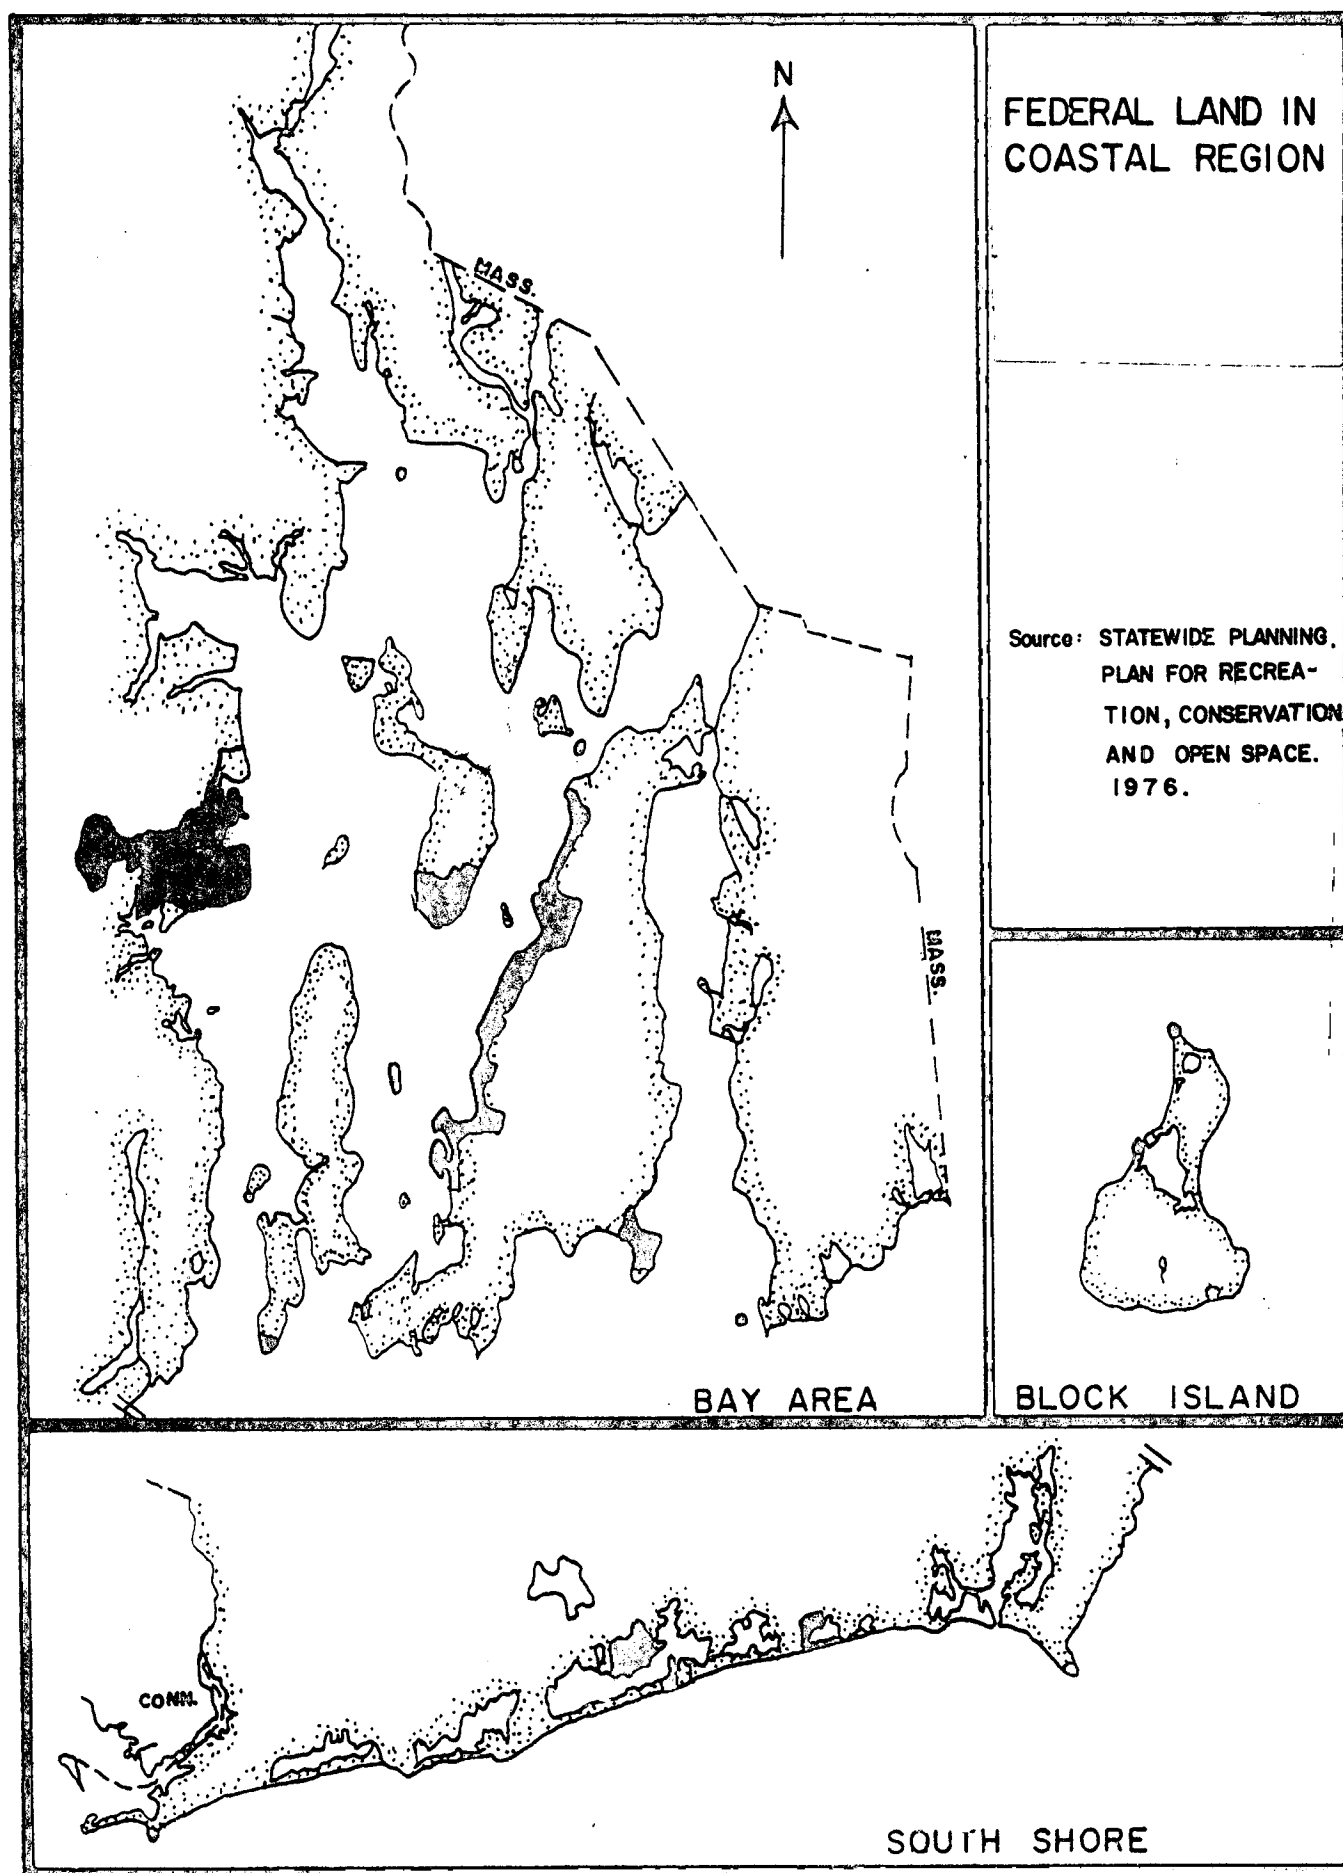 FEDERAL LAND IN
COASTAL REGION
N
MASS.
Source: STATEWIDE PLANNING,
PLAN FOR RECREA-
TION, CONSERVATION
AND OPEN SPACE.
1976.
MASS.
BAY AREA
BLOCK ISLAND
CONN.
SOUTH SHORE